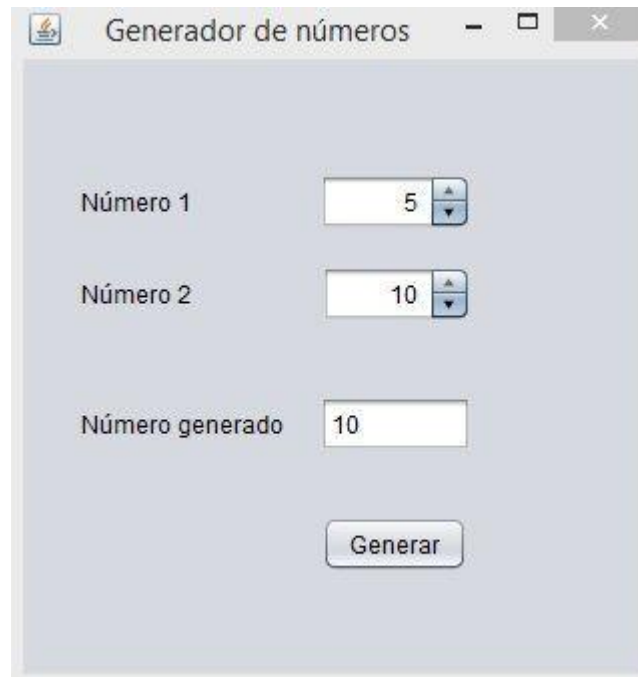 Generador de números
Número 1 5
Número 2 10
Número generado 10
Generar